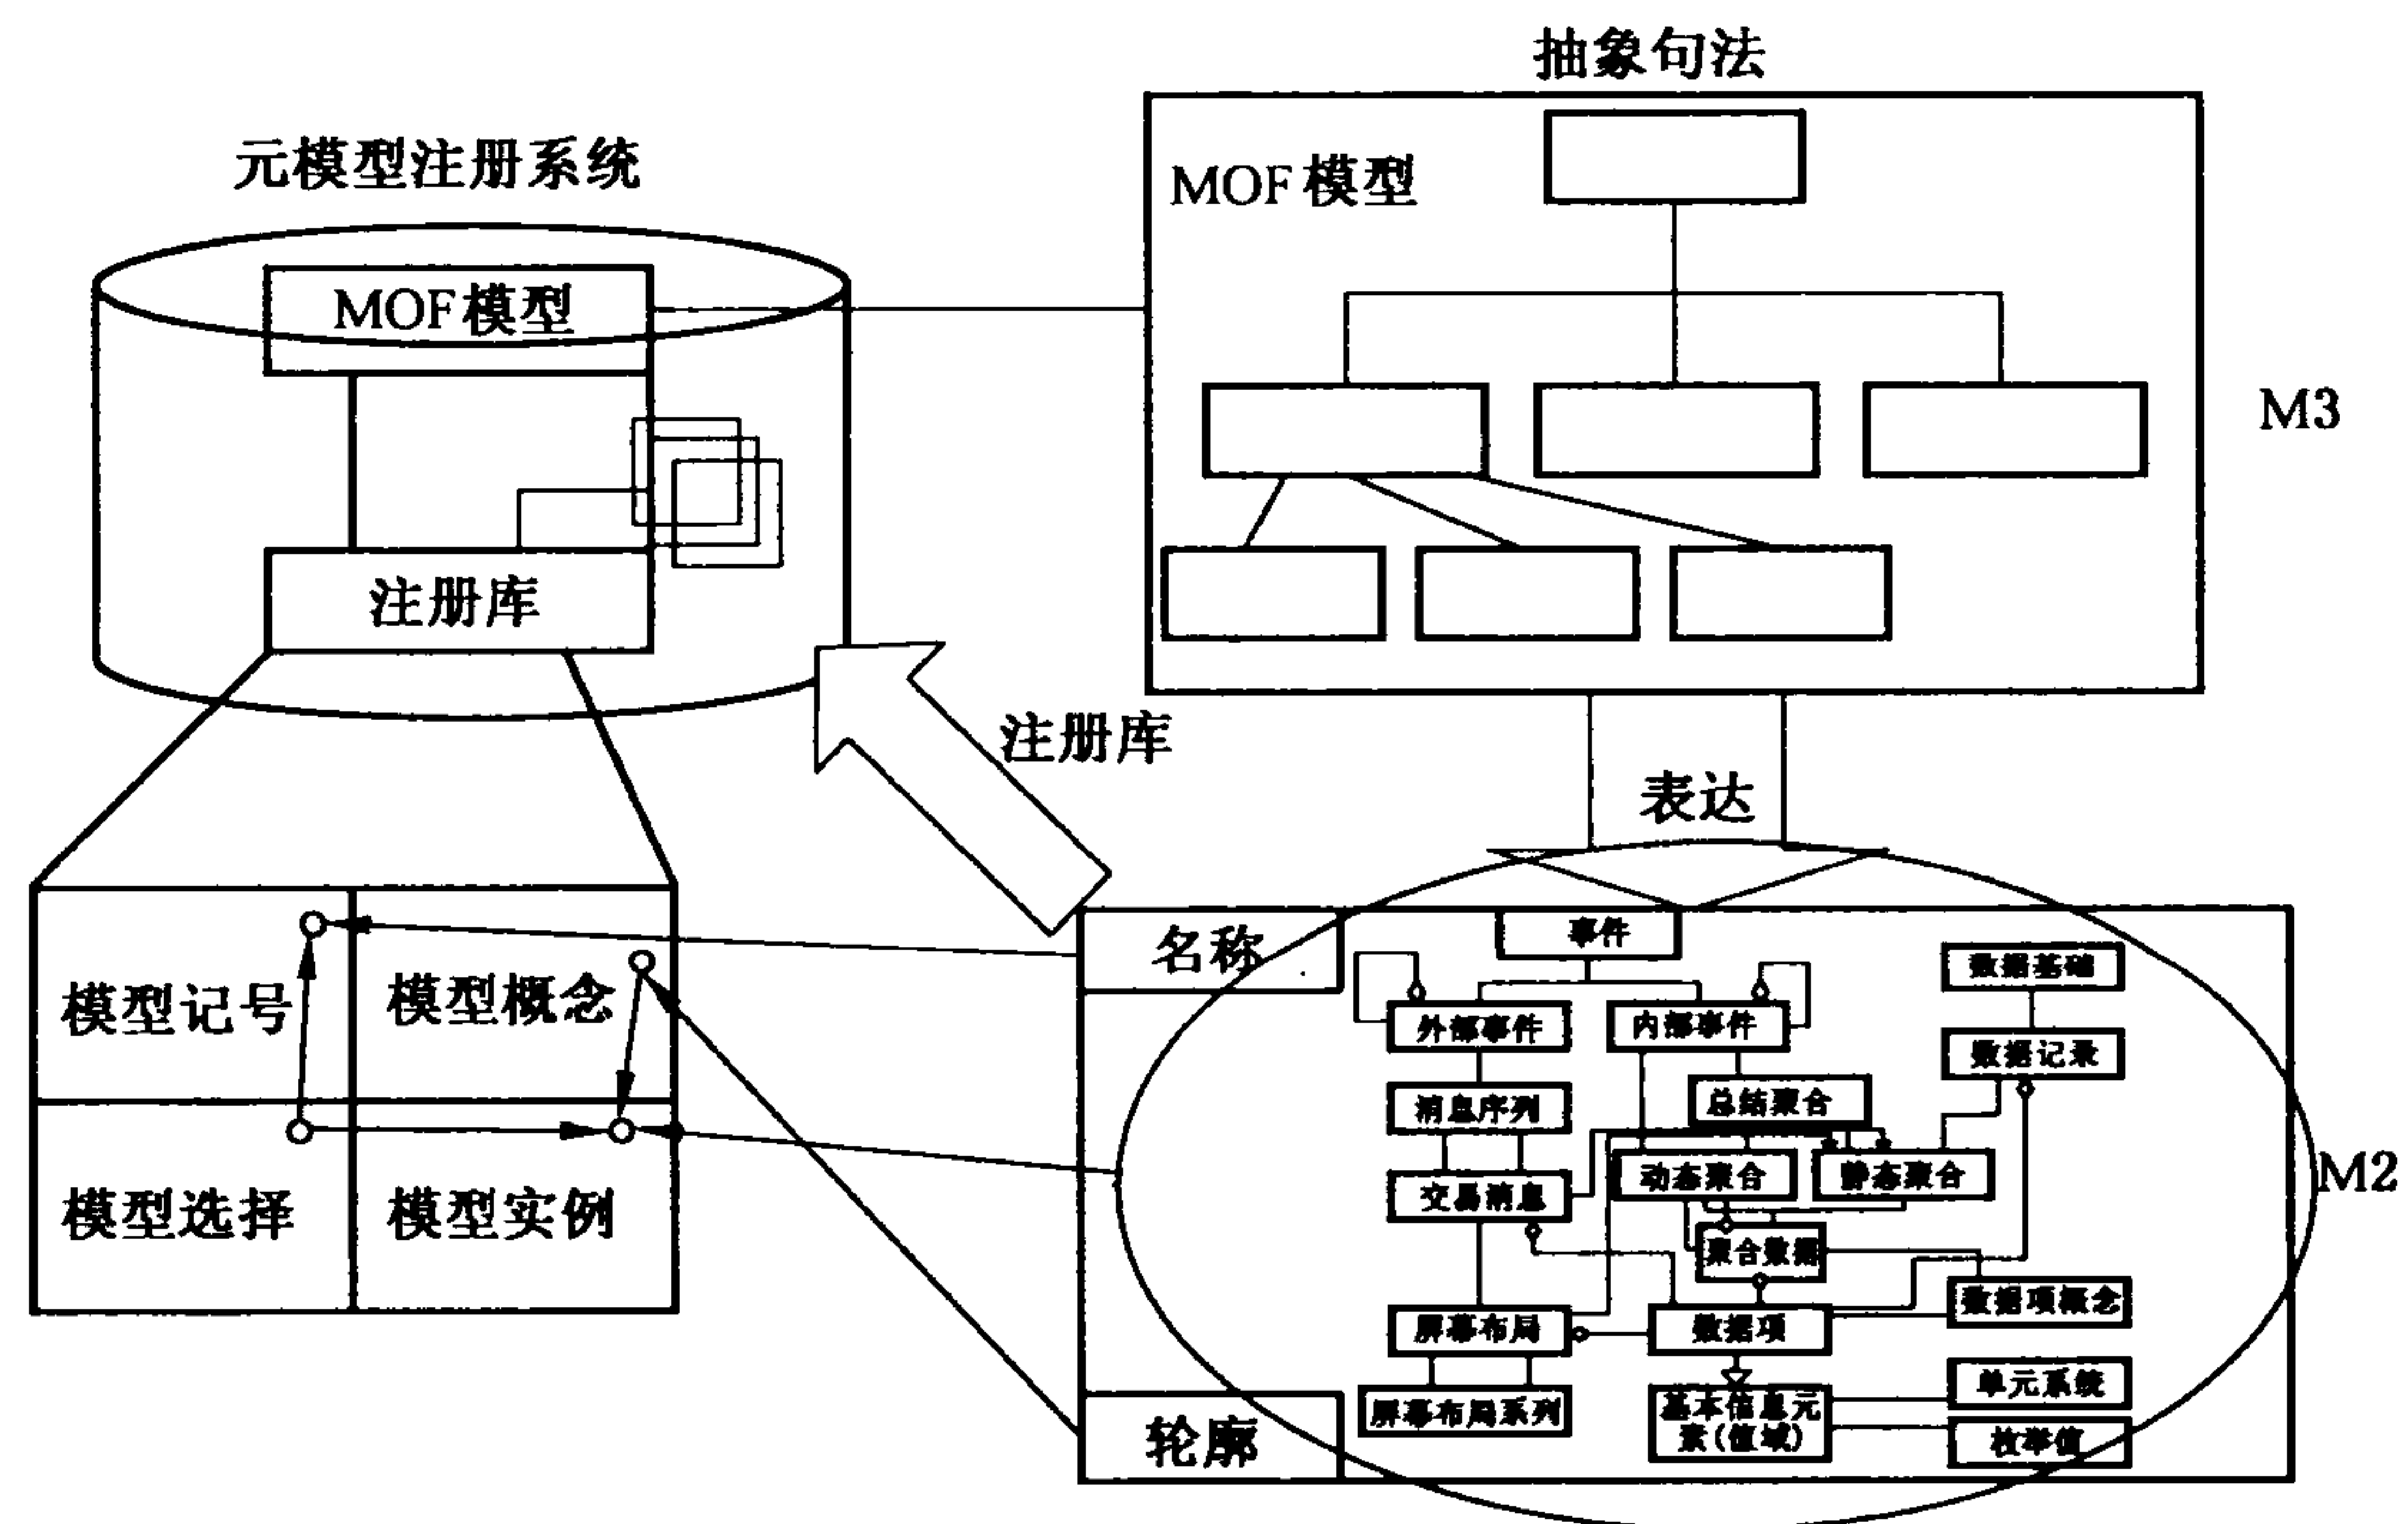 抽象句法
元模型注册系统
MOF模型
M3
MOF模型
注册库
注册库
表达
模型记号
模型概念
模型选择
模型实例
名称
事件
数据基础
外部事件
内部事件
数据记录
消息序列
总结聚合
交易消息
动态聚合
静态聚合
M2
聚合数据
数据项概念
屏幕布局
数据项
单元系统
屏幕布局系列
基本信息元
素(值域)
枚举值
轮廓